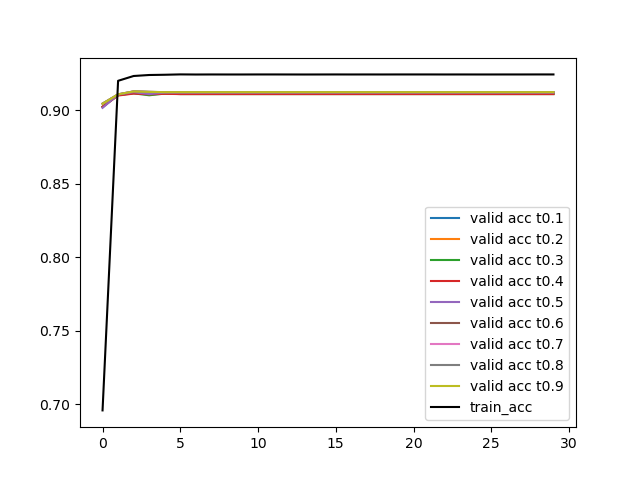 0.90
0.85
0.80
0.75
0.70
0 5 10 15 20 25 30
valid acc t0.1
valid acc t0.2
valid acc t0.3
valid acc t0.4
valid acc t0.5
valid acc t0.6
valid acc t0.7
valid acc t0.8
valid acc t0.9
train_acc